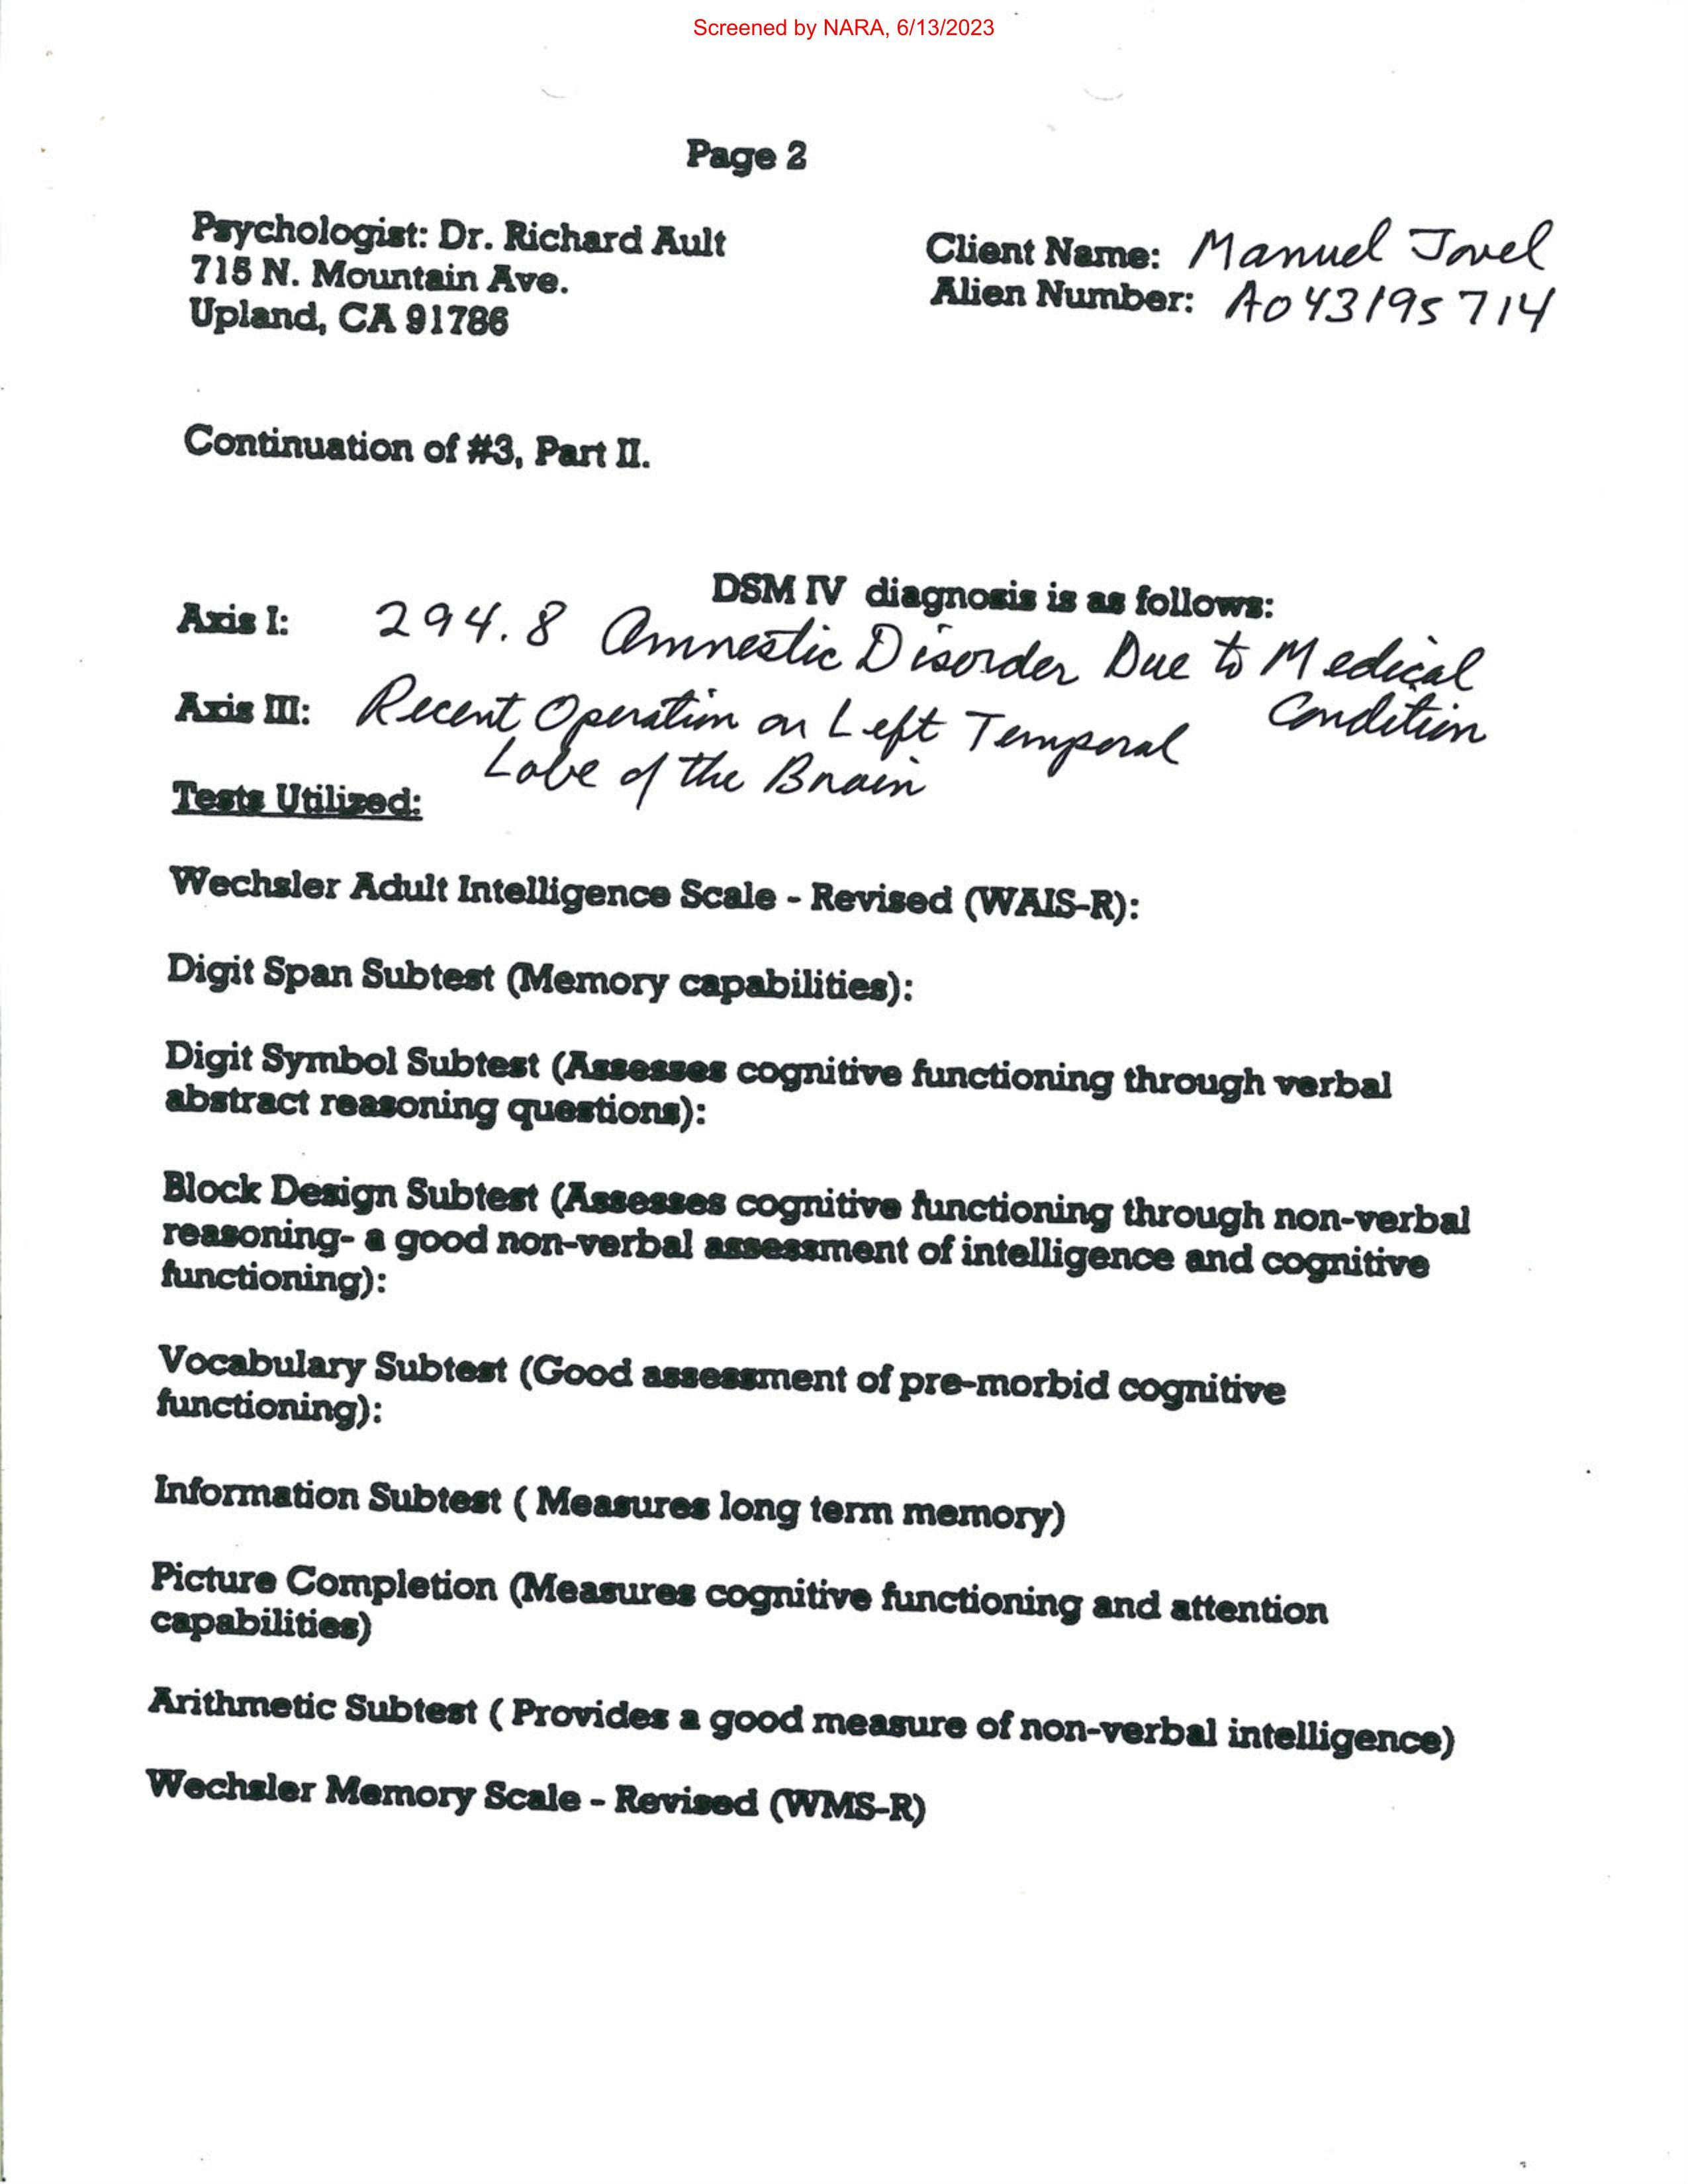 Screened by NARA, 6/13/2023
Page 2
Psychologist: Dr. Richard Ault
715 N. Mountain Ave.
Upland, CA 91786
Client Name: Manuel Jovel
Alien Number: A043195714
Continuation of #3, Part II.
DSM IV diagnosis is as follows:
Axis I: 294.8 Amnestic Disorder Due to Medical
Condition
Axis III: Recent Operation on Left Temporal
Lobe of the Brain
Tests Utilized:
Wechsler Adult Intelligence Scale - Revised (WAIS-R):
Digit Span Subtest (Memory capabilities):
Digit Symbol Subtest (Assesses cognitive functioning through verbal
abstract reasoning questions):
Block Design Subtest (Assesses cognitive functioning through non-verbal
reasoning- a good non-verbal assessment of intelligence and cognitive
functioning):
Vocabulary Subtest (Good assessment of pre-morbid cognitive
functioning):
Information Subtest ( Measures long term memory)
Picture Completion (Measures cognitive functioning and attention
capabilities)
Arithmetic Subtest ( Provides a good measure of non-verbal intelligence)
Wechsler Memory Scale - Revised (WMS-R)